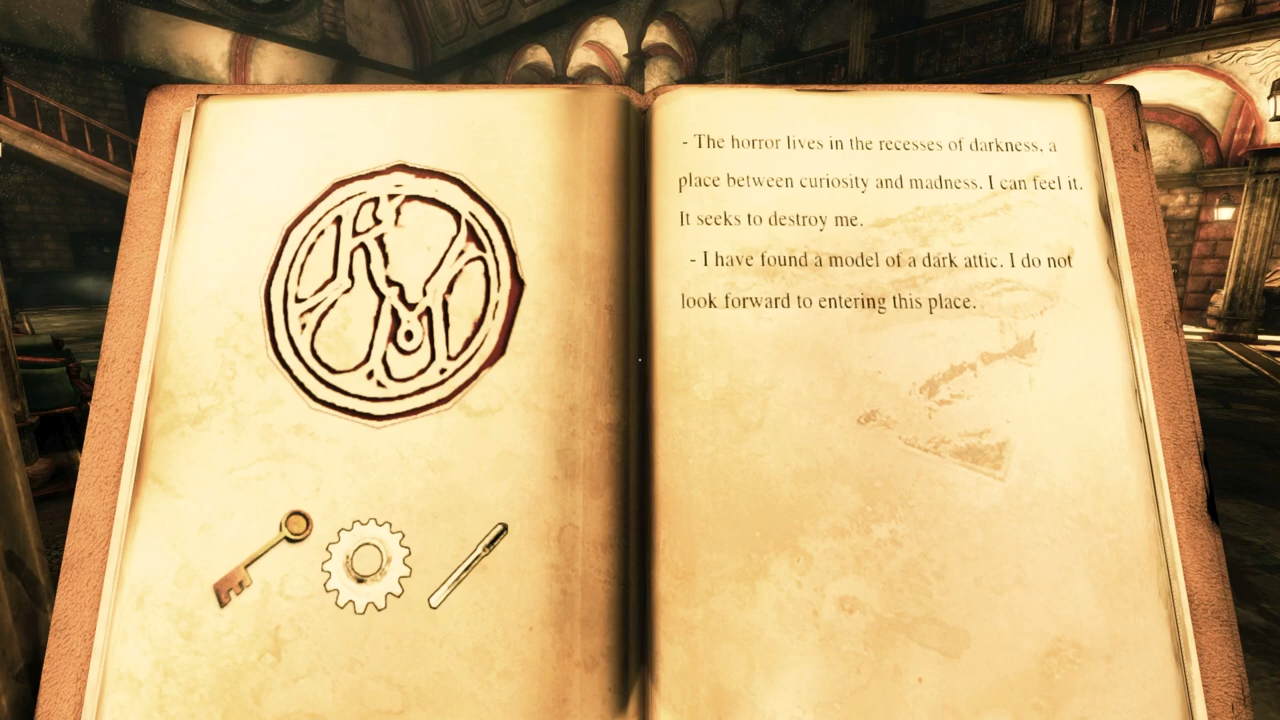 - The horror lives in the recesses of darkness, a
place between curiosity and madness. I can feel it.
It seeks to destroy me.
- I have found a model of a dark attic. I do not
look forward to entering this place.